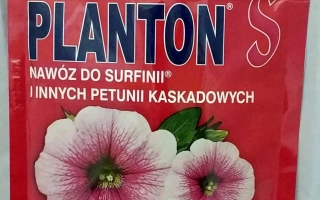 PLANTON® S
NAWÓZ DO SURFINII®
I INNYCH PETUNII KASKADOWYCH